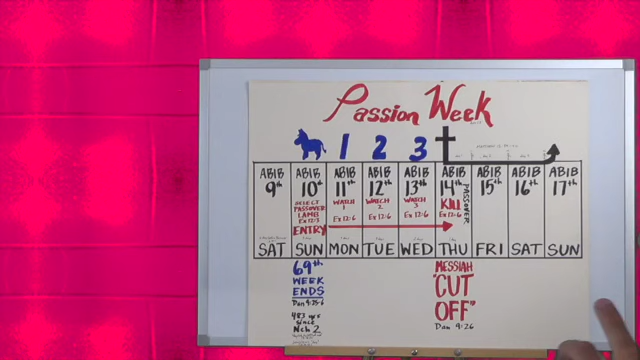 Passion Week
1 2 3
ABIB ABIB ABIB ABIB ABIB ABIB ABIB ABIB ABIB
9th 10th 11th 12th 13th 14th 15th 16th 17th
SELECT PASSOVER LAMB Ex 12:3
WATCH 1 Ex 12:6
WATCH 2 Ex 12:6
WATCH 3 Ex 12:6
KILL Ex 12:6
PASSOVER
ENTRY
SAT SUN MON TUE WED THU FRI SAT SUN
69th
WEEK
ENDS
Dan 9:25-6
483 yrs
since
Neh 2
MESSIAH
"CUT
OFF"
Dan 9:26